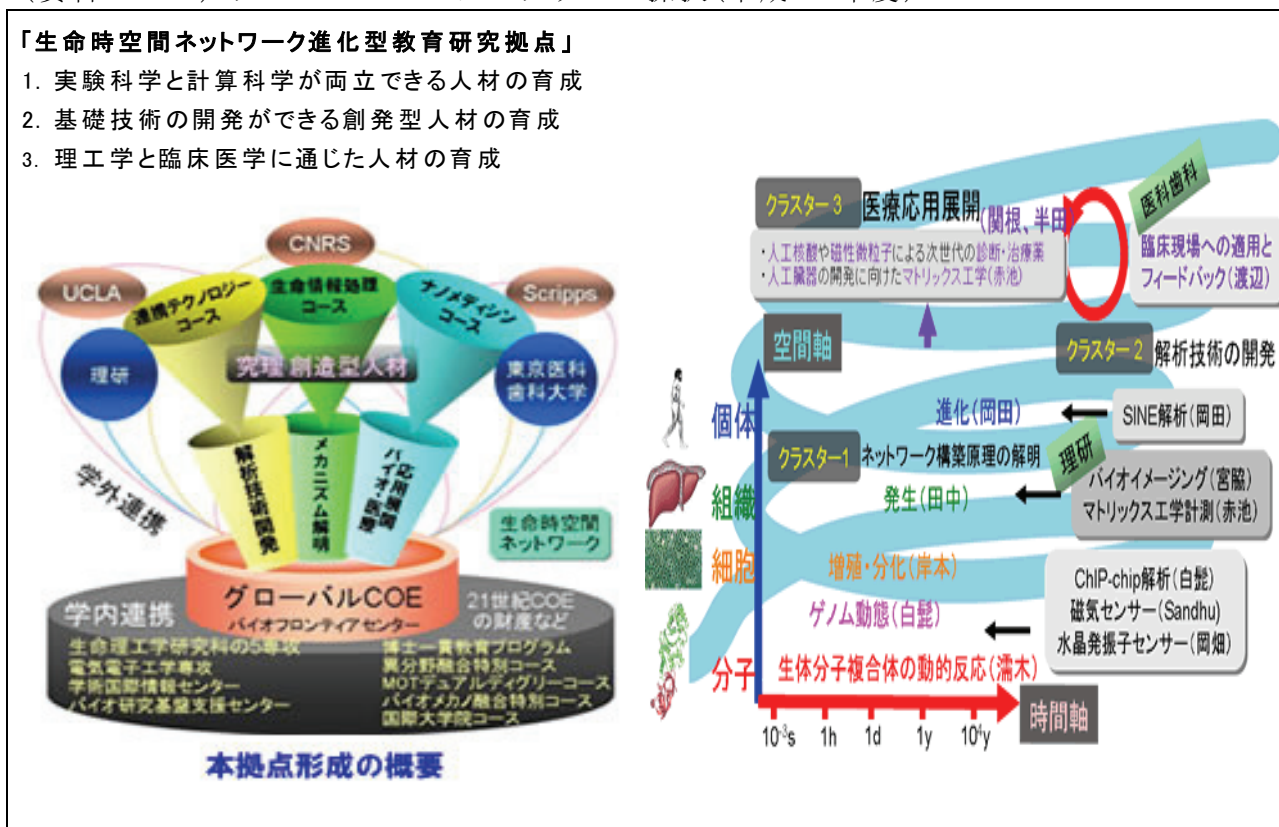 「生命時空間ネットワーク進化型教育研究拠点」
1. 実験科学と計算科学が両立できる人材の育成
2. 基礎技術の開発ができる創発型人材の育成
3. 理工学と臨床医学に通じた人材の育成
CNRS
UCLA
Scripps
連携テクノロジー
コース
生命情報処理
コース
ナノメディシン
コース
理研
究理 創造型人材
東京医科
歯科大学
解析技術開発
メカニズム解明
応用展開
バイオ・医療
学外連携
生命時空間
ネットワーク
グローバルCOE
バイオフロンティアセンター
学内連携
21世紀COE
の財産など
生命理工学研究科の5専攻
電気電子工学専攻
学術国際情報センター
バイオ研究基盤支援センター
一貫教育プログラム
異分野融合特別コース
MOTデュアルディグリーコース
バイオメカノ融合特別コース
国際大学院コース
本拠点形成の概要
クラスター3 医療応用展開
(関根、半田)
・人工核酸や磁性微粒子による次世代の診断・治療薬
・人工臓器の開発に向けたマトリックス工学(赤池)
医科歯科
臨床現場への適用と
フィードバック(渡辺)
空間軸
クラスター2 解析技術の開発
個体
進化(岡田)
SINE解析(岡田)
クラスター1 ネットワーク構築原理の解明
理研
バイオイメージング(宮脇)
マトリックス工学計測(赤池)
組織
発生(田中)
細胞
増殖・分化(岸本)
ChIP-chip解析(白髭)
磁気センサー(Sandhu)
水晶発振子センサー(岡畑)
ゲノム動態(白髭)
分子
生体分子複合体の動的反応(濡木)
時間軸
10⁻³s 1h 1d 1y 10⁴y